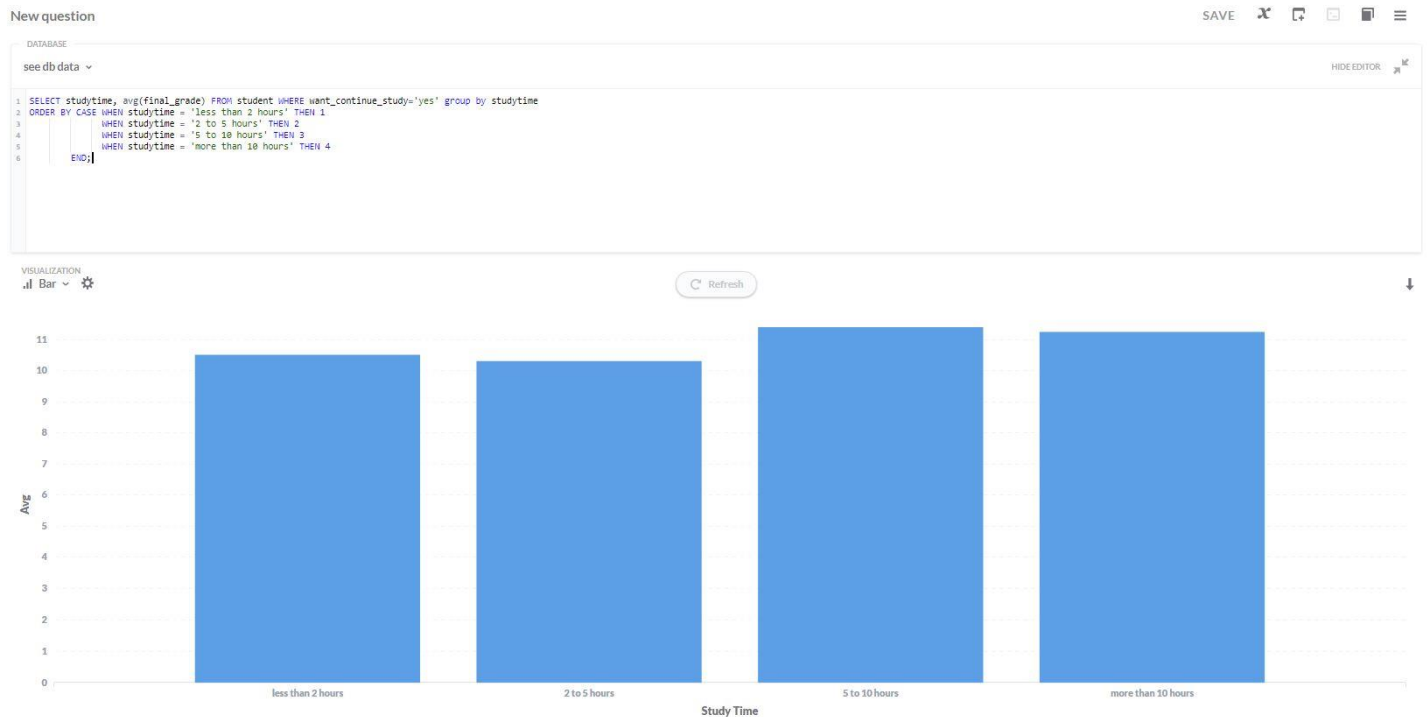 New question
SAVE
DATABASE
see db data
HIDE EDITOR
1 SELECT studytime, avg(final_grade) FROM student WHERE want_continue_study='yes' group by studytime
2 ORDER BY CASE WHEN studytime = 'less than 2 hours' THEN 1
3 WHEN studytime = '2 to 5 hours' THEN 2
4 WHEN studytime = '5 to 10 hours' THEN 3
5 WHEN studytime = 'more than 10 hours' THEN 4
6 END;
VISUALIZATION
Bar
Refresh
11
10
9
8
7
6
5
4
3
2
1
0
Avg
less than 2 hours
2 to 5 hours
5 to 10 hours
more than 10 hours
Study Time